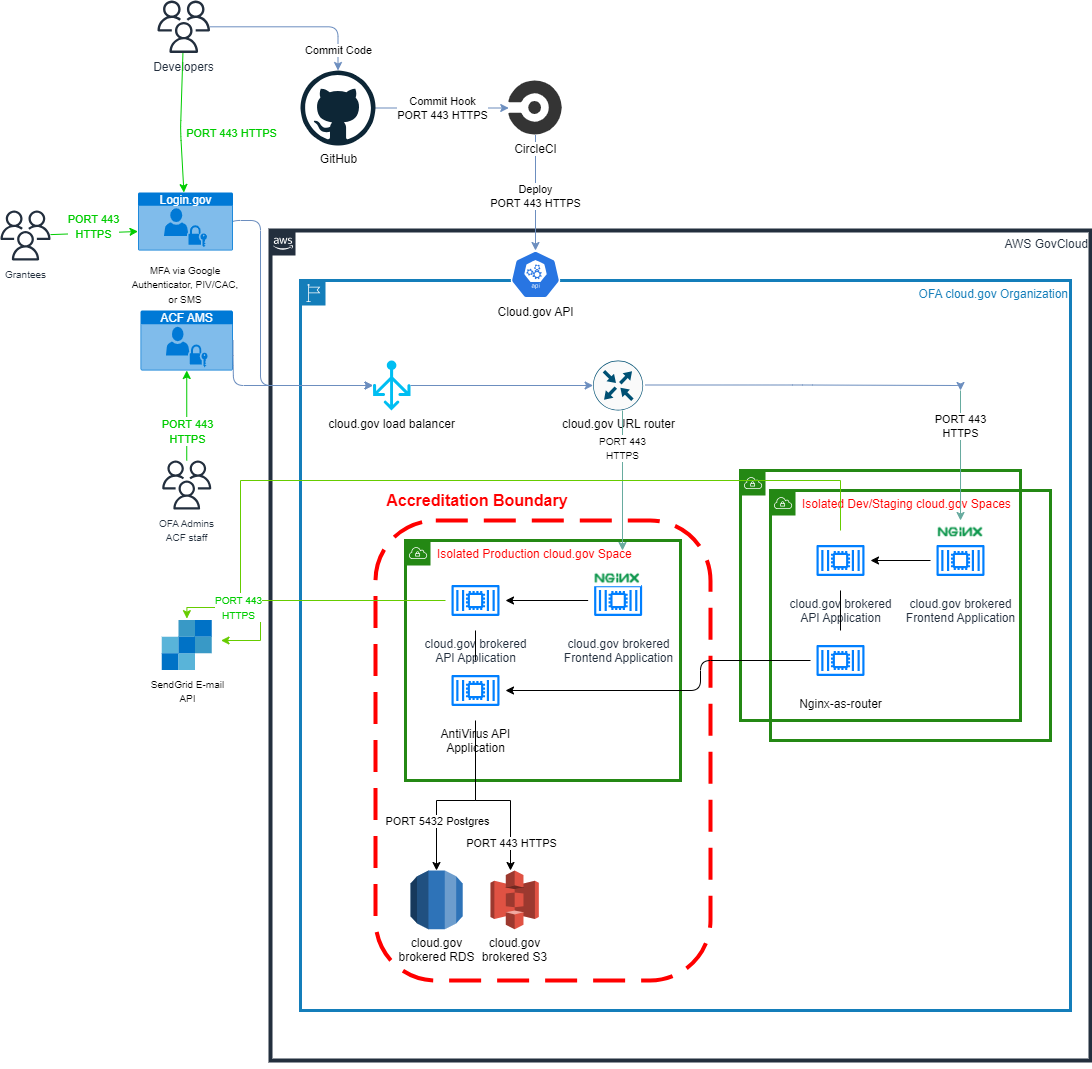 Developers
Commit Code
GitHub
Commit Hook
PORT 443 HTTPS
CircleCI
PORT 443 HTTPS
Deploy
PORT 443 HTTPS
Login.gov
PORT 443
HTTPS
Grantees
MFA via Google
Authenticator, PIV/CAC,
or SMS
ACF AMS
PORT 443
HTTPS
OFA Admins
ACF staff
aws
AWS GovCloud
api
Cloud.gov API
OFA cloud.gov Organization
cloud.gov load balancer
cloud.gov URL router
PORT 443
HTTPS
PORT 443
HTTPS
Accreditation Boundary
Isolated Production cloud.gov Space
NGINX
cloud.gov brokered
API Application
cloud.gov brokered
Frontend Application
AntiVirus API
Application
Isolated Dev/Staging cloud.gov Spaces
NGINX
cloud.gov brokered
API Application
cloud.gov brokered
Frontend Application
Nginx-as-router
PORT 443
HTTPS
SendGrid E-mail
API
PORT 5432 Postgres
PORT 443 HTTPS
cloud.gov
brokered RDS
cloud.gov
brokered S3